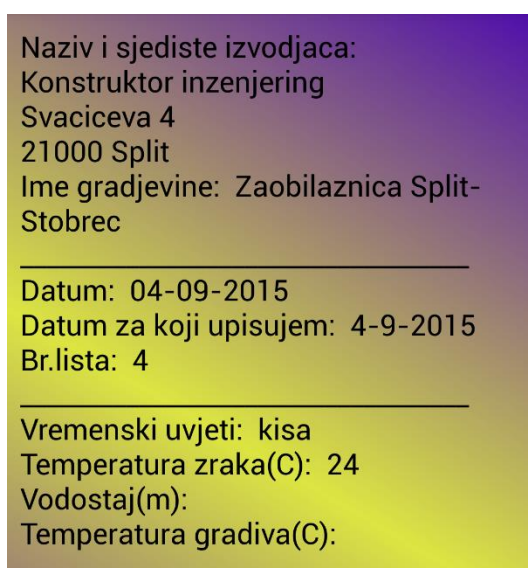 Naziv i sjediste izvodjaca:
Konstruktor inzenjering
Svaciceva 4
21000 Split
Ime gradjevine:  Zaobilaznica Split-
Stobrec
Datum:  04-09-2015
Datum za koji upisujem:  4-9-2015
Br.lista:  4
Vremenski uvjeti:  kisa
Temperatura zraka(C):  24
Vodostaj(m):
Temperatura gradiva(C):